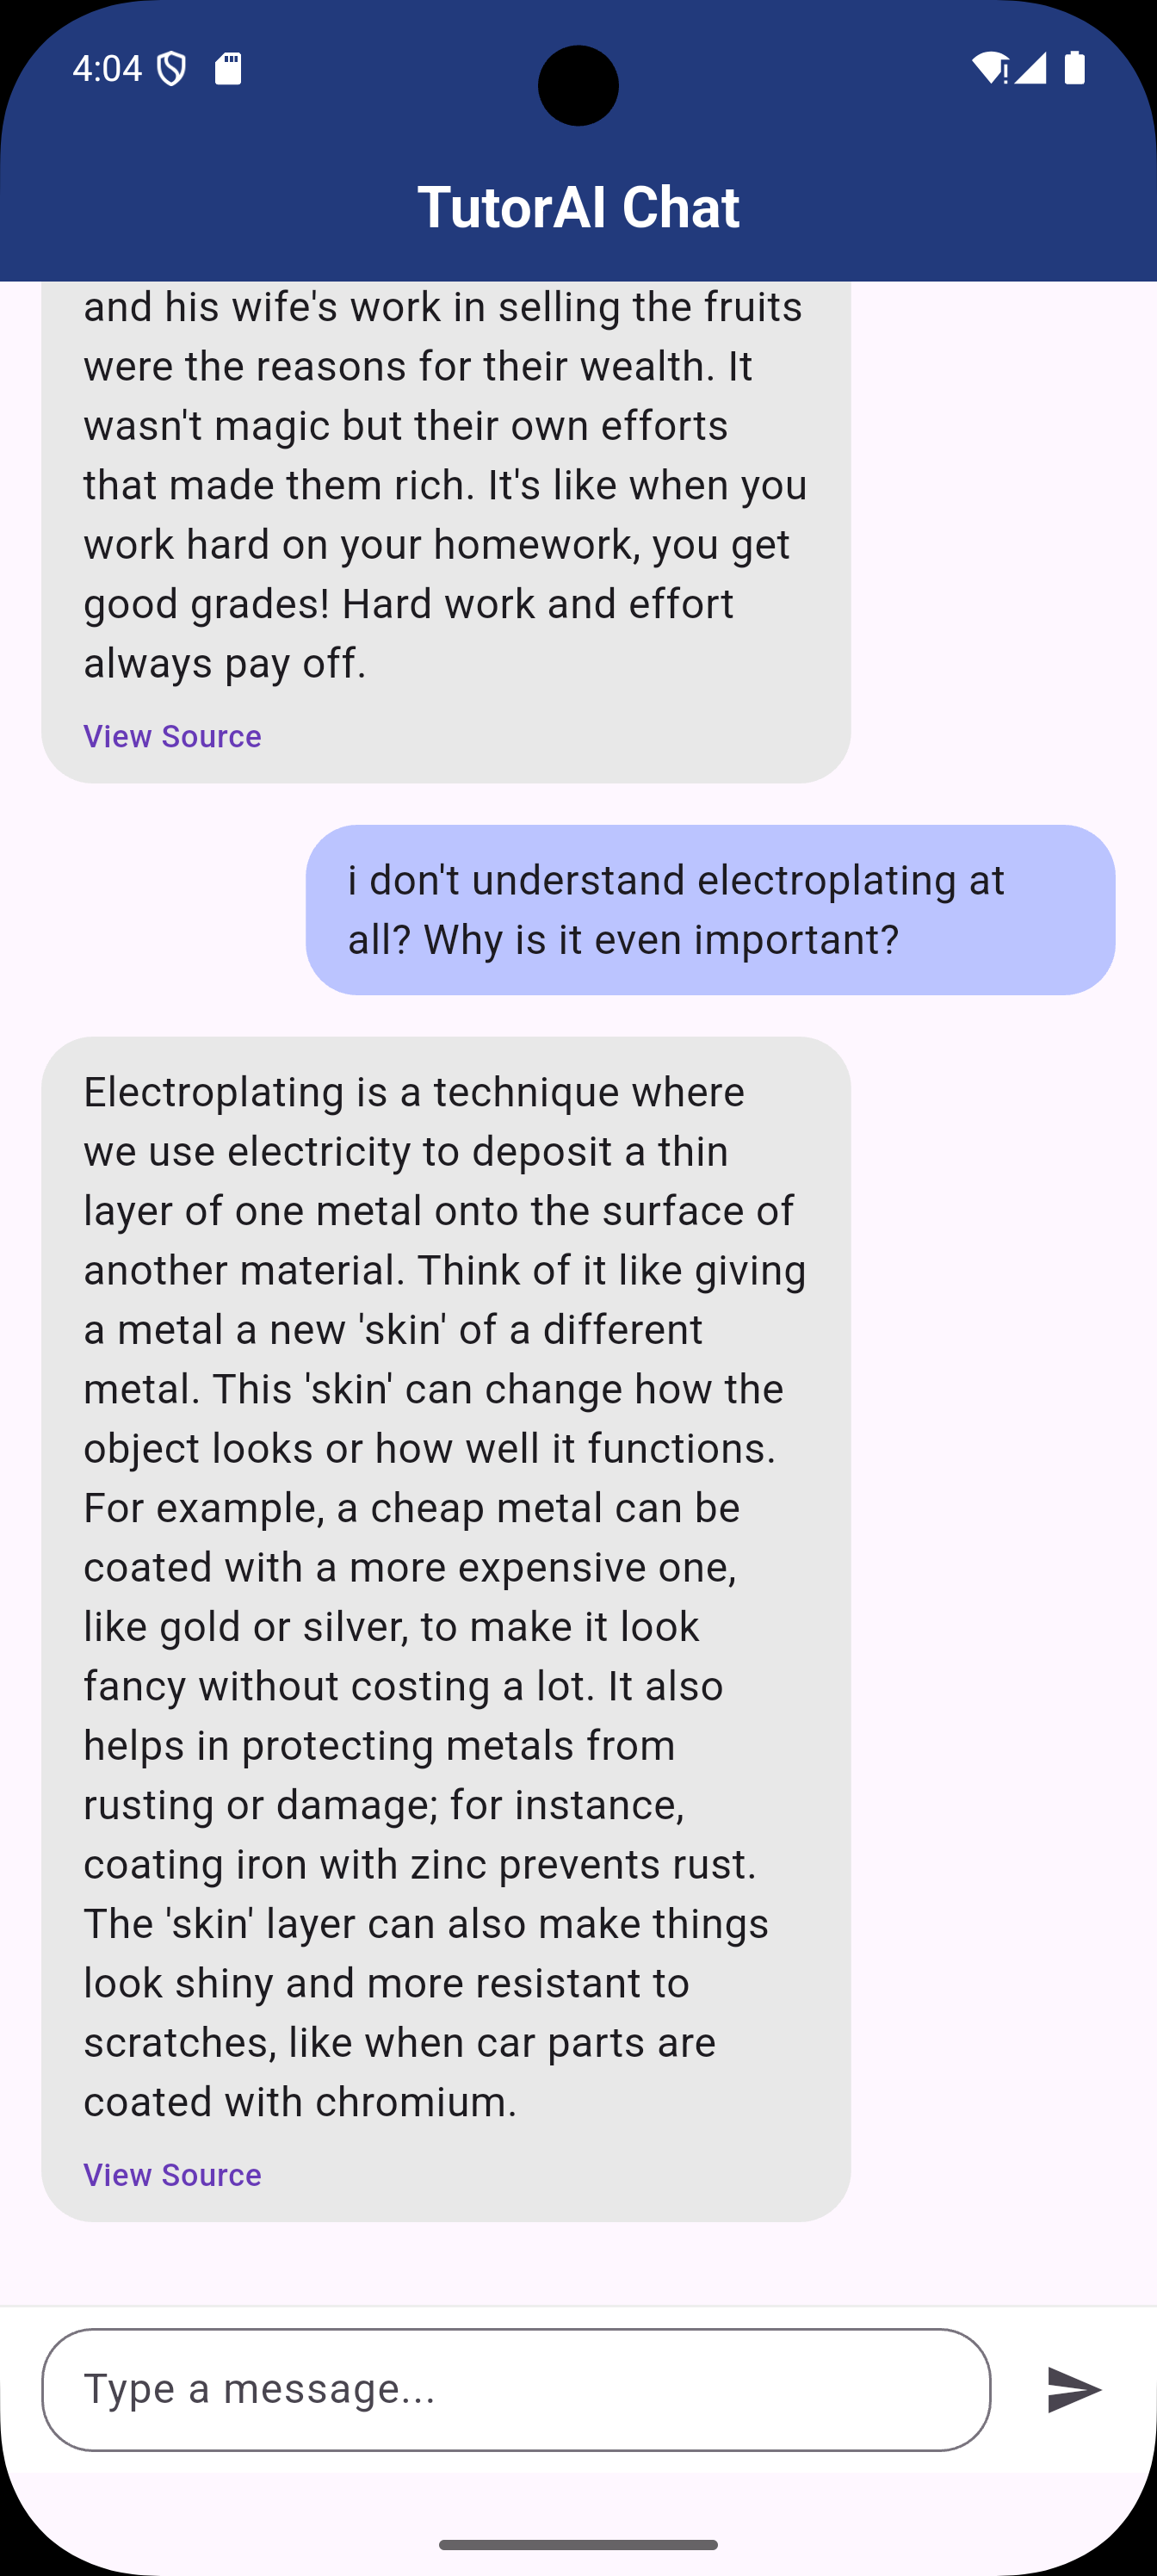 4:04
TutorAI Chat
and his wife's work in selling the fruits
were the reasons for their wealth. It
wasn't magic but their own efforts
that made them rich. It's like when you
work hard on your homework, you get
good grades! Hard work and effort
always pay off.
View Source
i don't understand electroplating at
all? Why is it even important?
Electroplating is a technique where
we use electricity to deposit a thin
layer of one metal onto the surface of
another material. Think of it like giving
a metal a new 'skin' of a different
metal. This 'skin' can change how the
object looks or how well it functions.
For example, a cheap metal can be
coated with a more expensive one,
like gold or silver, to make it look
fancy without costing a lot. It also
helps in protecting metals from
rusting or damage; for instance,
coating iron with zinc prevents rust.
The 'skin' layer can also make things
look shiny and more resistant to
scratches, like when car parts are
coated with chromium.
View Source
Type a message...